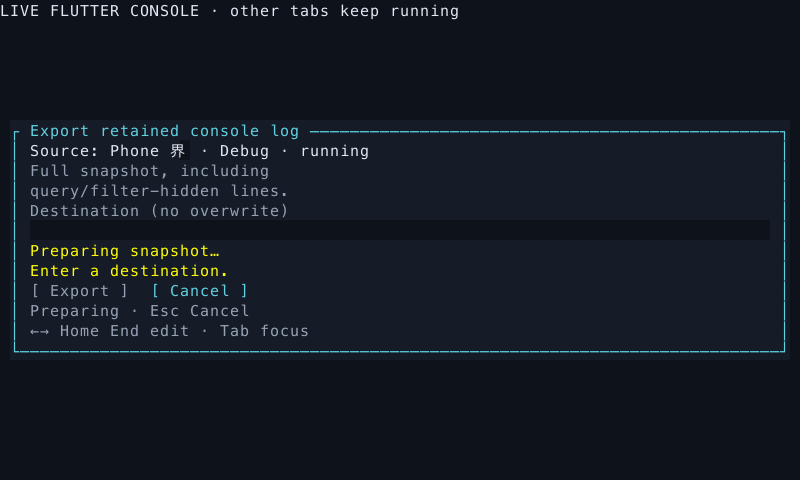 LIVE FLUTTER CONSOLE · other tabs keep running
Export retained console log
Source: Phone 界 · Debug · running
Full snapshot, including
query/filter-hidden lines.
Destination (no overwrite)
Preparing snapshot…
Enter a destination.
[ Export ]  [ Cancel ]
Preparing · Esc Cancel
←→ Home End edit · Tab focus